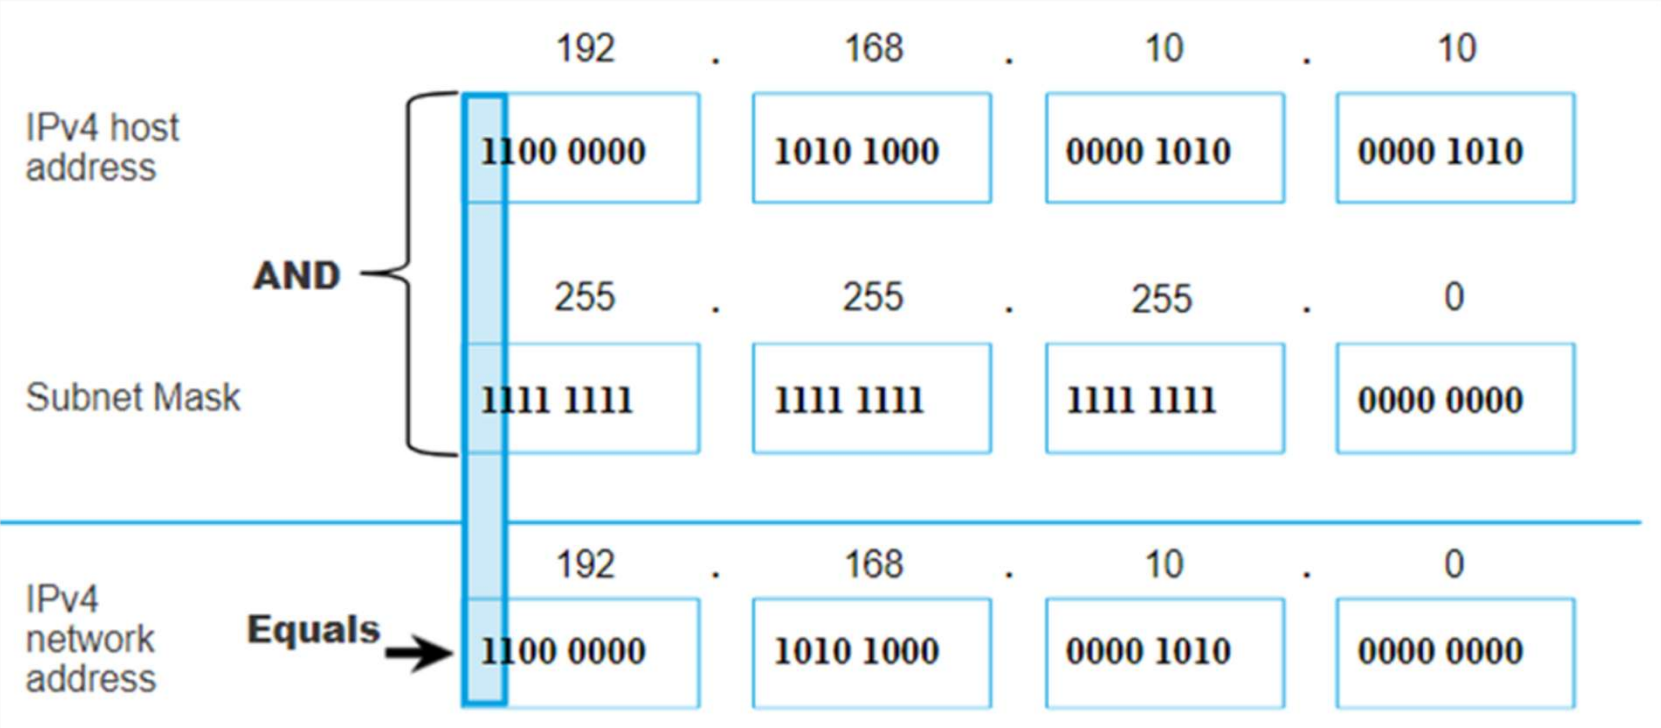 192 . 168 . 10 . 10
IPv4 host
address
1100 0000 1010 1000 0000 1010 0000 1010
AND
255 . 255 . 255 . 0
Subnet Mask
1111 1111 1111 1111 1111 1111 0000 0000
192 . 168 . 10 . 0
IPv4
network
address
Equals
1100 0000 1010 1000 0000 1010 0000 0000